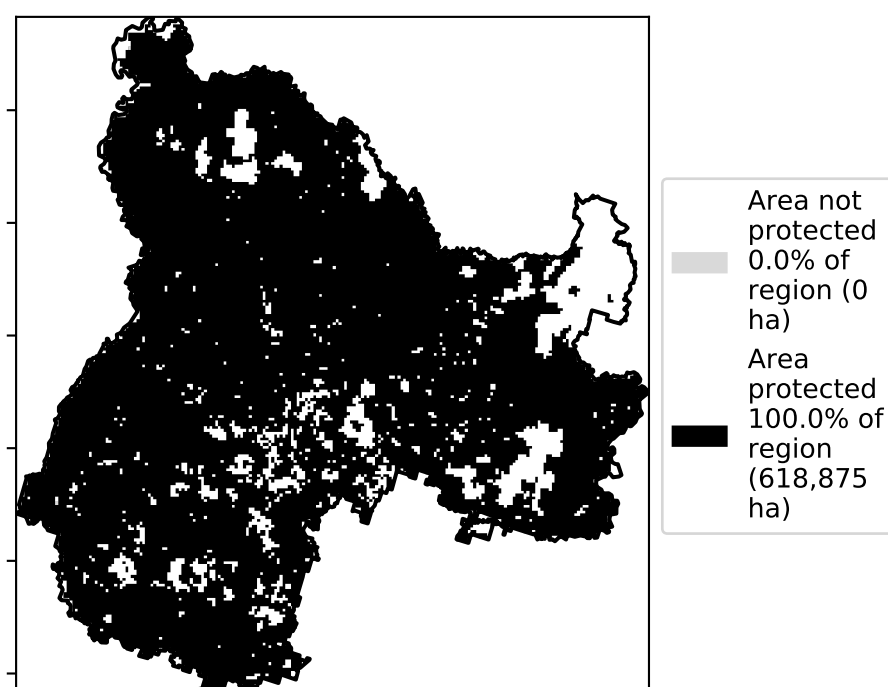 Area not
protected
0.0% of
region (0
ha)
Area
protected
100.0% of
region
(618,875
ha)